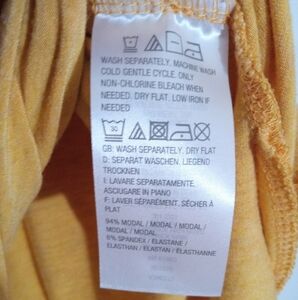 WASH SEPARATELY. MACHINE WASH
COLD GENTLE CYCLE. ONLY
NON-CHLORINE BLEACH WHEN
NEEDED. DRY FLAT. LOW IRON IF
NEEDED
30
GB: WASH SEPARATELY. DRY FLAT
D: SEPARAT WASCHEN. LIEGEND
TROCKNEN
I: LAVARE SEPARATAMENTE.
ASCIUGARE IN PIANO
F: LAVER SÉPARÉMENT. SÉCHER À
PLAT
94% MODAL / MODAL / MODAL /
MODAL / MODAL
6% SPANDEX / ELASTANE /
ELASTHAN / ELASTAN / ÉLASTHANNE